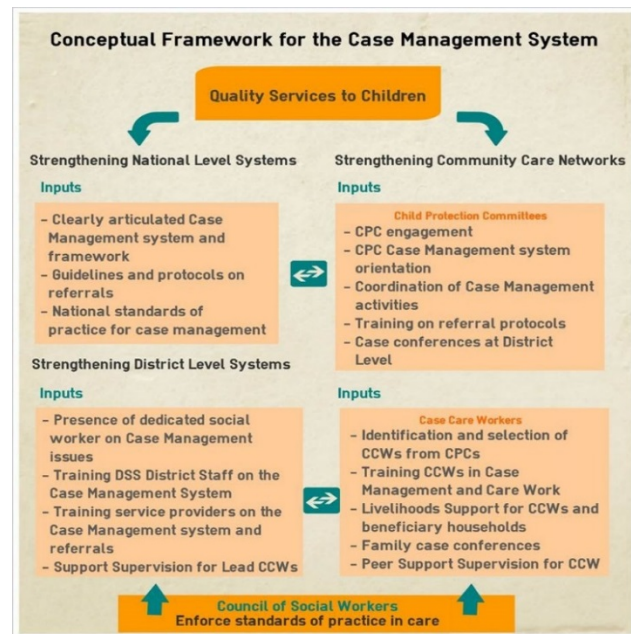 Conceptual Framework for the Case Management System
Quality Services to Children
Strengthening National Level Systems
Inputs
– Clearly articulated Case
Management system and
framework
– Guidelines and protocols on
referrals
– National standards of
practice for case management
Strengthening Community Care Networks
Inputs
Child Protection Committees
– CPC engagement
– CPC Case Management system
orientation
– Coordination of Case Management
activities
– Training on referral protocols
– Case conferences at District
Level
Strengthening District Level Systems
Inputs
– Presence of dedicated social
worker on Case Management
issues
– Training DSS District Staff on the
Case Management System
– Training service providers on the
Case Management system and
referrals
– Support Supervision for Lead CCWs
Inputs
Case Care Workers
– Identification and selection of
CCWs from CPCs
– Training CCWs in Case
Management and Care Work
– Livelihoods Support for CCWs and
beneficiary households
– Family case conferences
– Peer Support Supervision for CCW
Council of Social Workers
Enforce standards of practice in care